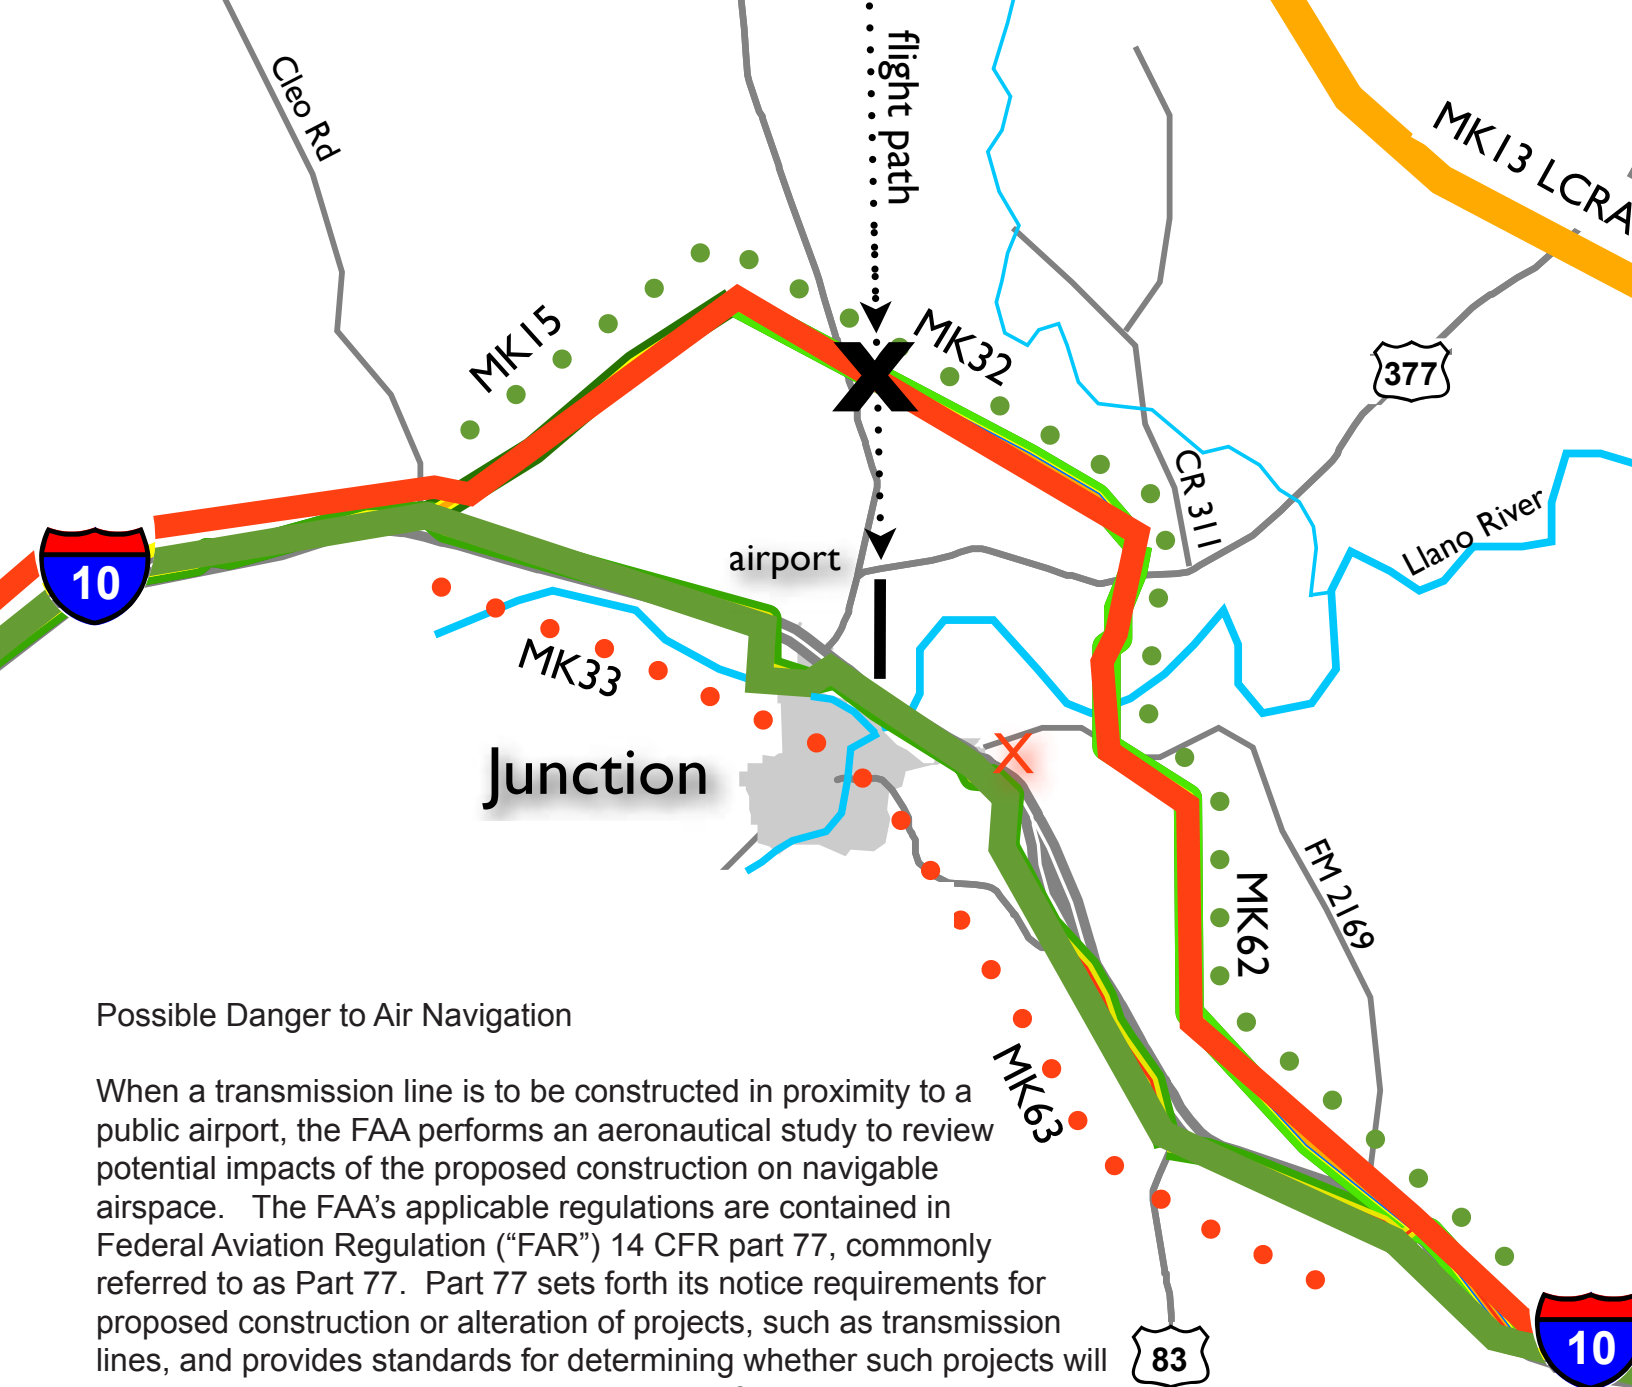 flight path
Cleo Rd
MK13 LCRA
MK15
MK32
377
CR 311
Llano River
airport
10
MK33
Junction
X
FM 2169
MK62
Possible Danger to Air Navigation
When a transmission line is to be constructed in proximity to a
public airport, the FAA performs an aeronautical study to review
potential impacts of the proposed construction on navigable
airspace.   The FAA’s applicable regulations are contained in
Federal Aviation Regulation (“FAR”) 14 CFR part 77, commonly
referred to as Part 77.  Part 77 sets forth its notice requirements for
proposed construction or alteration of projects, such as transmission
lines, and provides standards for determining whether such projects will
MK63
83
10